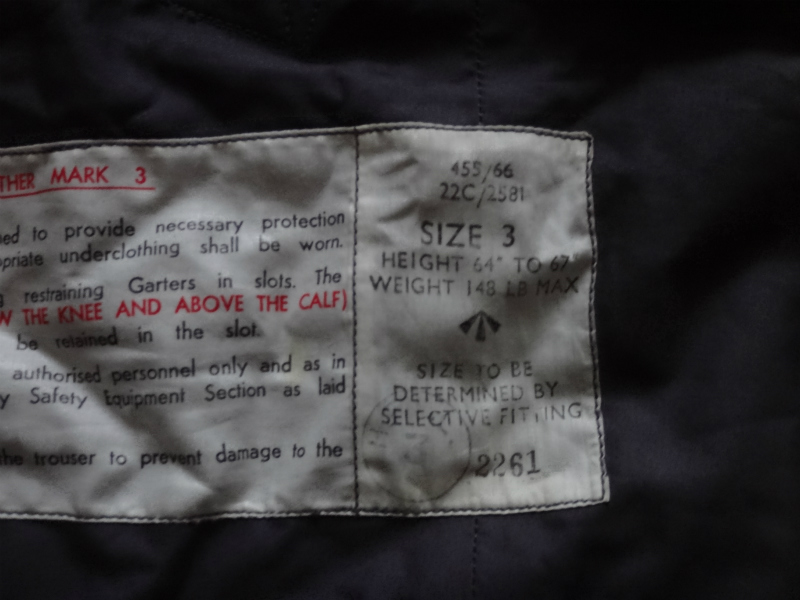 THER MARK 3
ed to provide necessary protection
opriate underclothing shall be worn.
restraining Garters in slots. The
W THE KNEE AND ABOVE THE CALF)
be retained in the slot.
authorised personnel only and as in
y Safety Equipment Section as laid
the trouser to prevent damage to the
455/66
22C/2581
SIZE 3
HEIGHT 64" TO 67
WEIGHT 148 LB MAX
SIZE TO BE
DETERMINED BY
SELECTIVE FITTING
2261